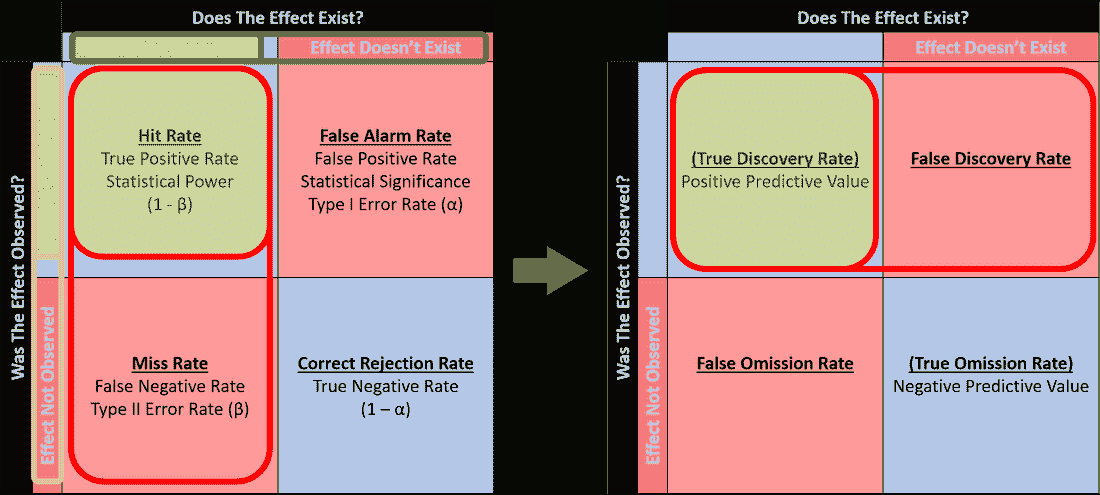 Does The Effect Exist?
Effect Doesn't Exist
Was The Effect Observed?
Hit Rate
True Positive Rate
Statistical Power
(1 - β)
False Alarm Rate
False Positive Rate
Statistical Significance
Type I Error Rate (α)
Effect Not Observed
Miss Rate
False Negative Rate
Type II Error Rate (β)
Correct Rejection Rate
True Negative Rate
(1 – α)
Does The Effect Exist?
Effect Doesn't Exist
Was The Effect Observed?
(True Discovery Rate)
Positive Predictive Value
False Discovery Rate
Effect Not Observed
False Omission Rate
(True Omission Rate)
Negative Predictive Value